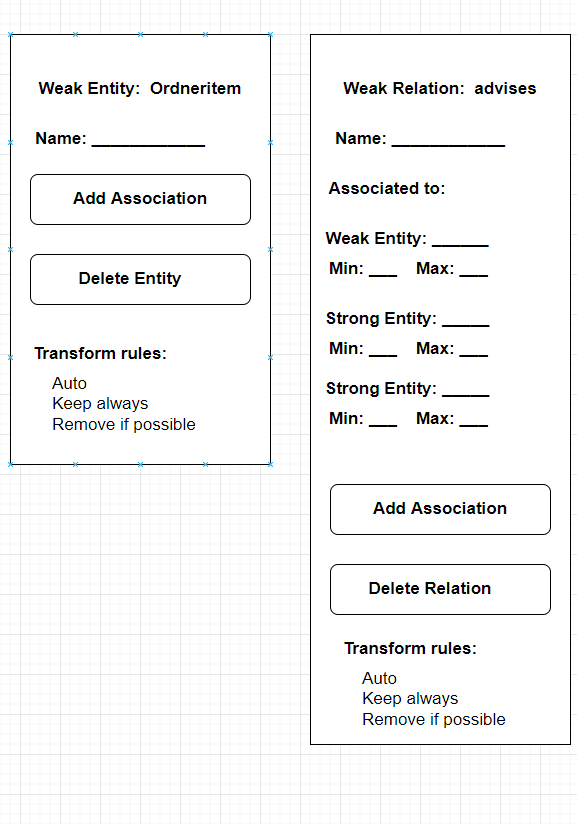 Weak Entity:  Ordneritem
Name: ____________
Add Association
Delete Entity
Transform rules:
Auto
Keep always
Remove if possible
Weak Relation:  advises
Name: ____________
Associated to:
Weak Entity: ______
Min: ___    Max: ___
Strong Entity: _____
Min: ___    Max: ___
Strong Entity: _____
Min: ___    Max: ___
Add Association
Delete Relation
Transform rules:
Auto
Keep always
Remove if possible